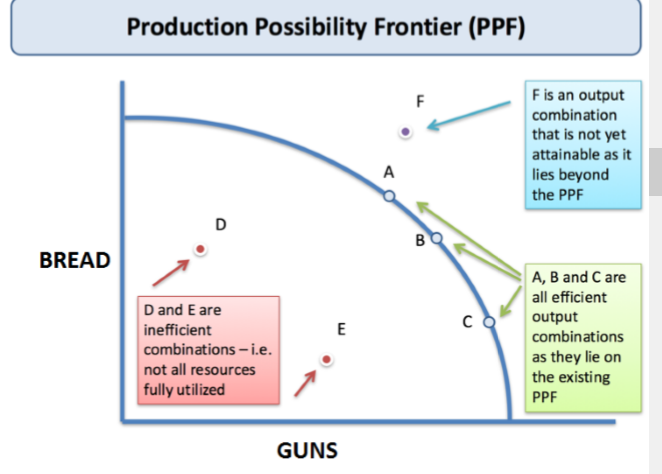 Production Possibility Frontier (PPF)
F
F is an output
combination
that is not yet
attainable as it
lies beyond
the PPF
A
D
B
BREAD
A, B and C are
all efficient
output
combinations
as they lie on
the existing
PPF
D and E are
inefficient
combinations – i.e.
not all resources
fully utilized
E
C
GUNS